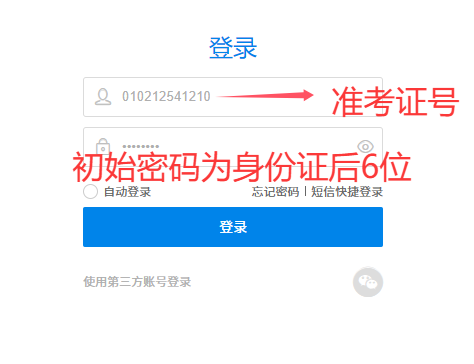 登录
010212541210
准考证号
••••••••
初始密码为身份证后6位
自动登录
忘记密码 | 短信快捷登录
登录
使用第三方账号登录